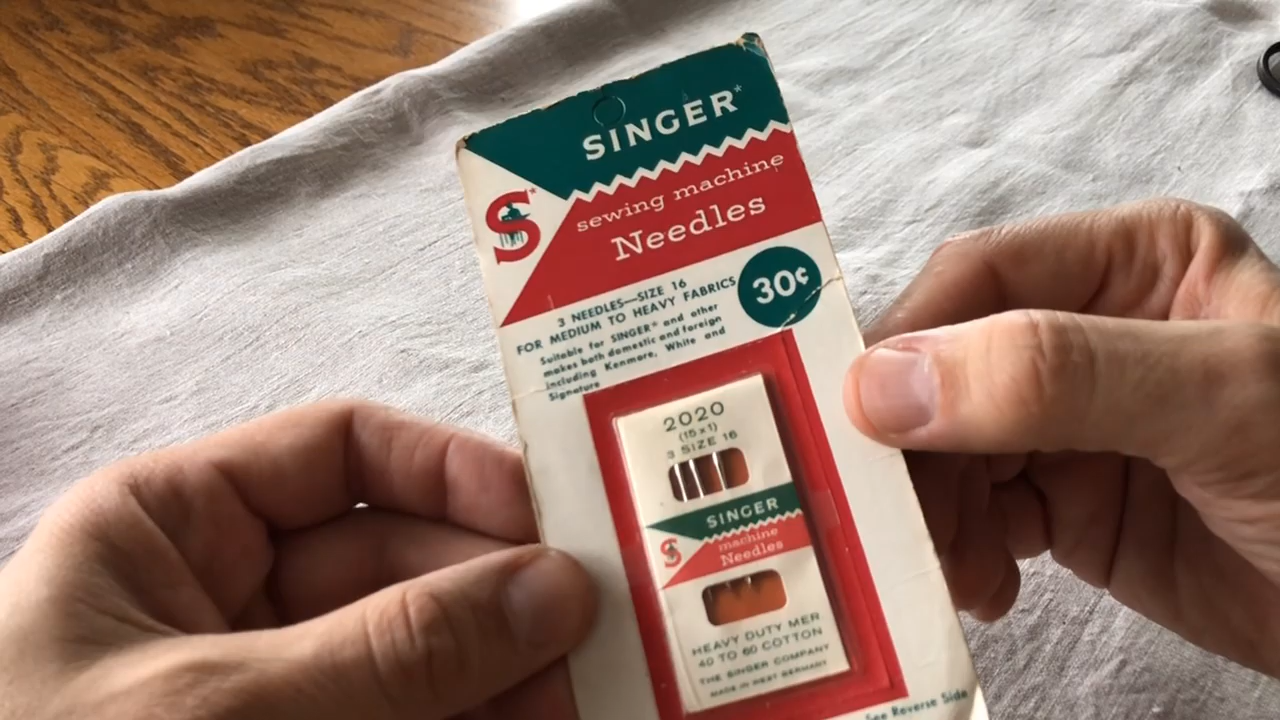 SINGER*
S*
sewing machine
Needles
3 NEEDLES—SIZE 16
FOR MEDIUM TO HEAVY FABRICS
30¢
Suitable for SINGER* and other
makes both domestic and foreign
including Kenmore, White and
Signature
2020
(15x1)
3 SIZE 16
SINGER
S
machine
Needles
HEAVY DUTY MER
40 TO 60 COTTON
THE SINGER COMPANY
MADE IN WEST GERMANY
See Reverse Side